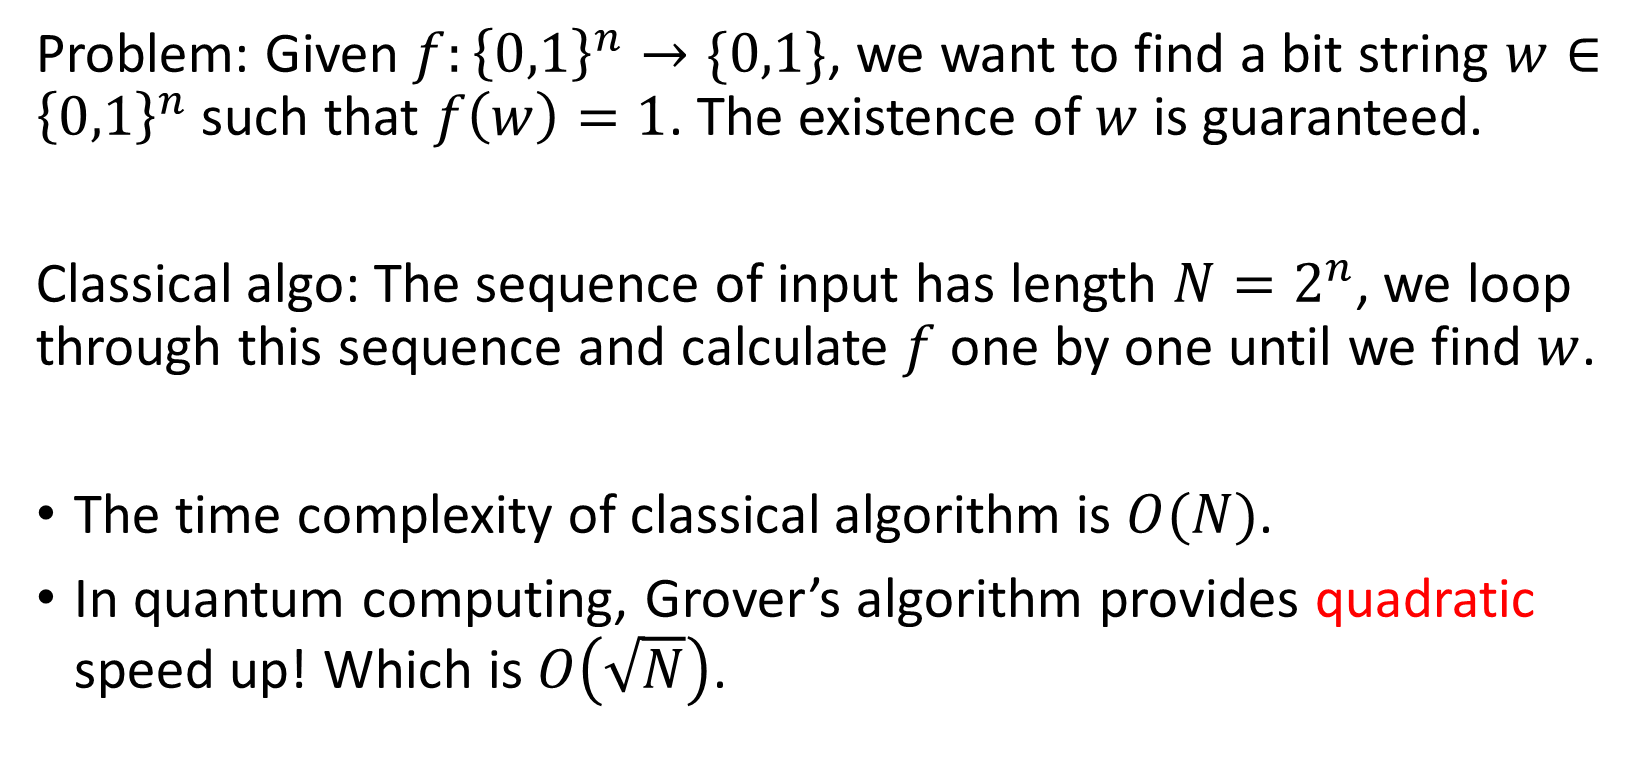 Problem: Given 𝑓: {0,1}ⁿ → {0,1}, we want to find a bit string 𝑤 ∈
{0,1}ⁿ such that 𝑓(𝑤) = 1. The existence of 𝑤 is guaranteed.
Classical algo: The sequence of input has length 𝑁 = 2ⁿ, we loop
through this sequence and calculate 𝑓 one by one until we find 𝑤.
• The time complexity of classical algorithm is 𝑂(𝑁).
• In quantum computing, Grover’s algorithm provides quadratic
speed up! Which is 𝑂(√𝑁).